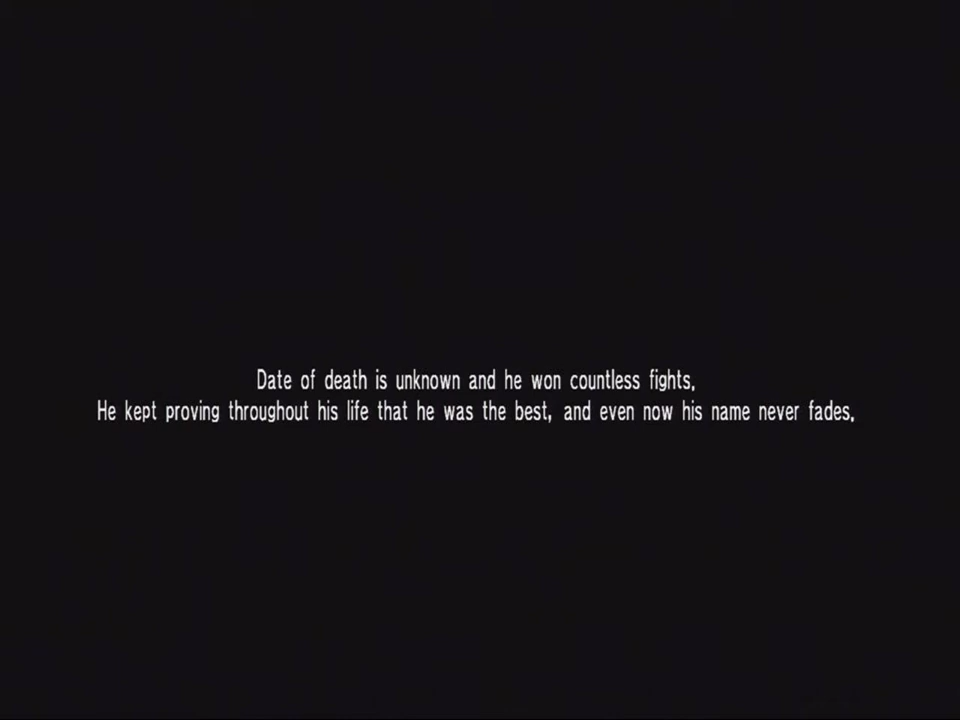 Date of death is unknown and he won countless fights.
He kept proving throughout his life that he was the best, and even now his name never fades.